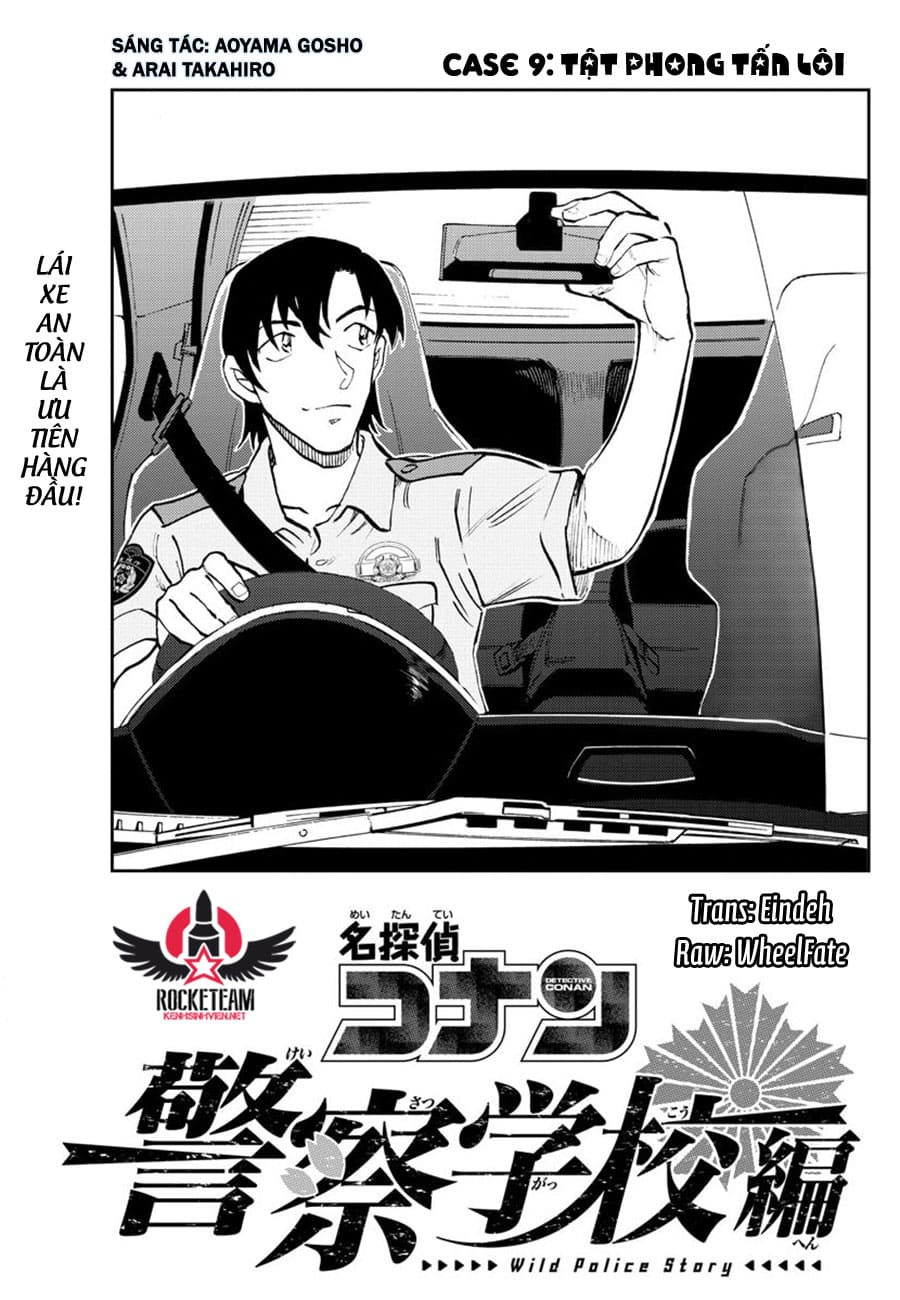 SÁNG TÁC: AOYAMA GOSHO
& ARAI TAKAHIRO
CASE 9: TẬT PHONG TẤN LÔI
LÁI
XE
AN
TOÀN
LÀ
ƯU
TIÊN
HÀNG
ĐẦU!
ROCKETEAM
KENHSINHVIEN.NET
めいたんてい
名探偵
コナン
DETECTIVE
CONAN
Trans: Eindeh
Raw: WheelFate
けいさつがっこうへん
警察学校編
Wild Police Story